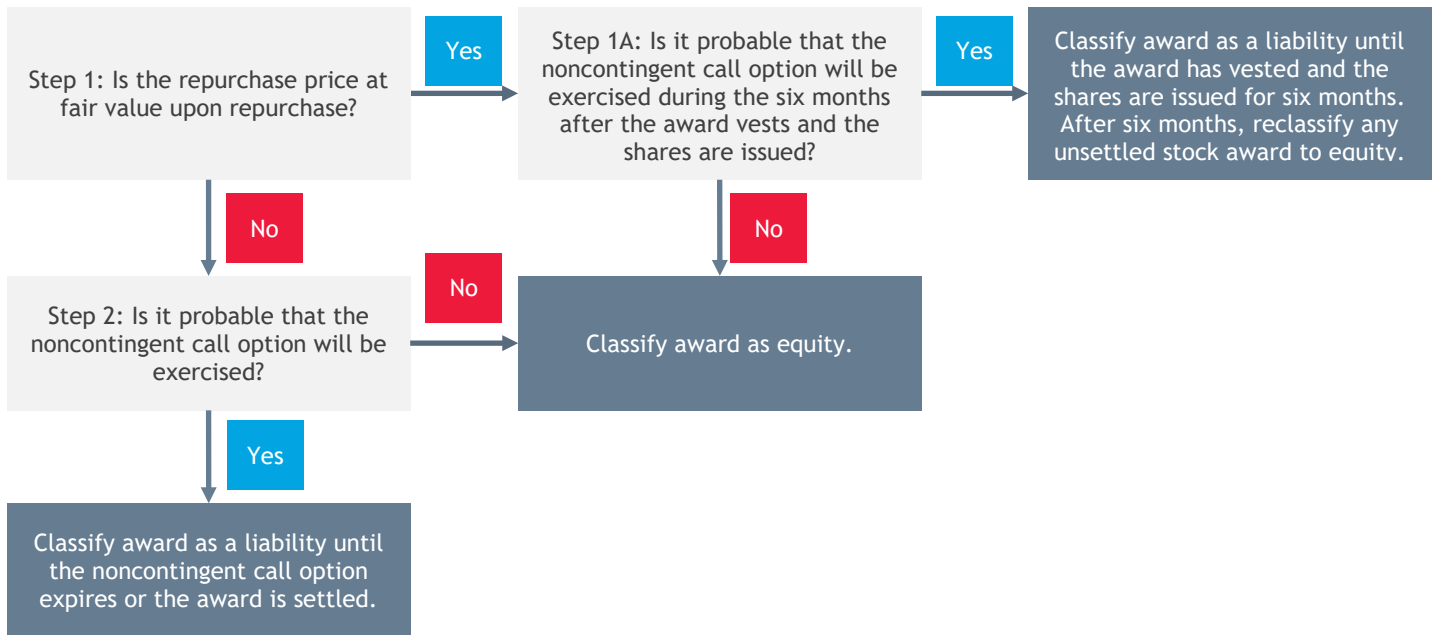 Step 1: Is the repurchase price at
fair value upon repurchase?
Yes
Step 1A: Is it probable that the
noncontingent call option will be
exercised during the six months
after the award vests and the
shares are issued?
Yes
Classify award as a liability until
the award has vested and the
shares are issued for six months.
After six months, reclassify any
unsettled stock award to equity.
No
No
Step 2: Is it probable that the
noncontingent call option will be
exercised?
No
Classify award as equity.
Yes
Classify award as a liability until
the noncontingent call option
expires or the award is settled.